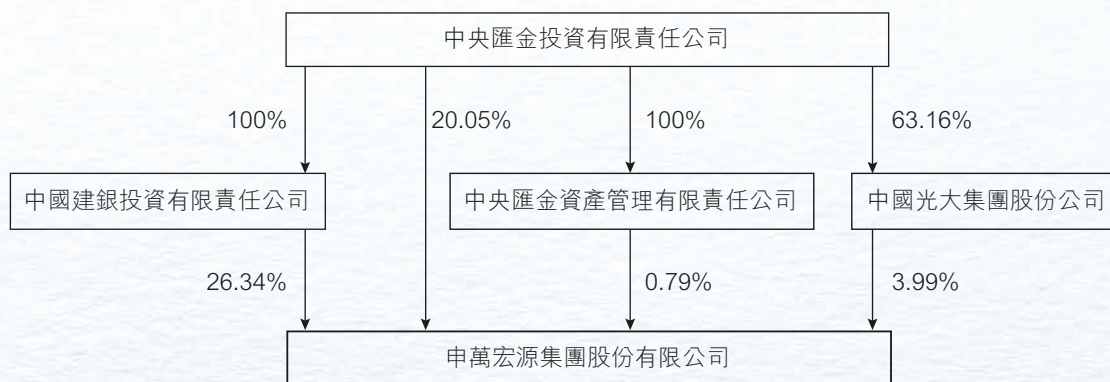 中央匯金投資有限責任公司
100%
20.05%
100%
63.16%
中國建銀投資有限責任公司
中央匯金資產管理有限責任公司
中國光大集團股份公司
26.34%
0.79%
3.99%
申萬宏源集團股份有限公司